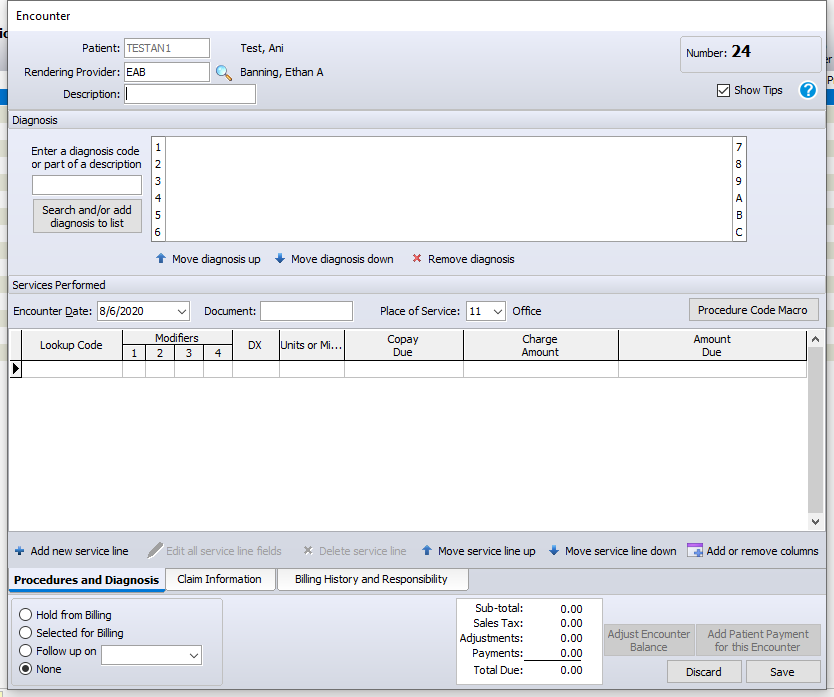 Encounter
Patient: TESTAN1 Test, Ani
Number: 24
Rendering Provider: EAB Banning, Ethan A
Description:
Show Tips ?
Diagnosis
Enter a diagnosis code
or part of a description
Search and/or add
diagnosis to list
1
2
3
4
5
6
7
8
9
A
B
C
Move diagnosis up Move diagnosis down Remove diagnosis
Services Performed
Encounter Date: 8/6/2020 Document: Place of Service: 11 Office Procedure Code Macro
Lookup Code
Modifiers
1 2 3 4
DX
Units or Mi...
Copay
Due
Charge
Amount
Amount
Due
Add new service line Edit all service line fields Delete service line Move service line up Move service line down Add or remove columns
Procedures and Diagnosis Claim Information Billing History and Responsibility
Hold from Billing
Selected for Billing
Follow up on
None
Sub-total: 0.00
Sales Tax: 0.00
Adjustments: 0.00
Payments: 0.00
Total Due: 0.00
Adjust Encounter
Balance
Add Patient Payment
for this Encounter
Discard Save